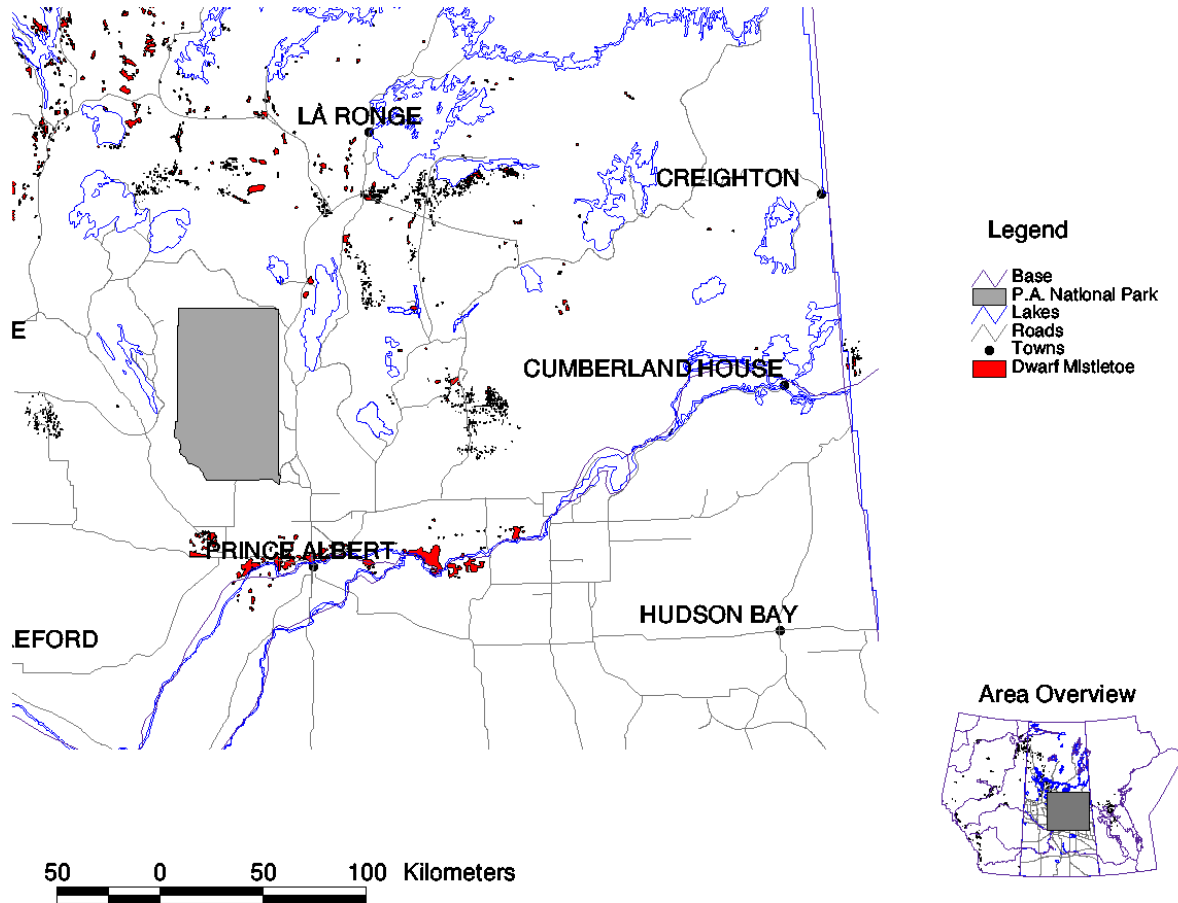 LA RONGE
CREIGHTON
E
CUMBERLAND HOUSE
PRINCE ALBERT
HUDSON BAY
LEFORD
Legend
Base
P.A. National Park
Lakes
Roads
Towns
Dwarf Mistletoe
Area Overview
50 0 50 100 Kilometers